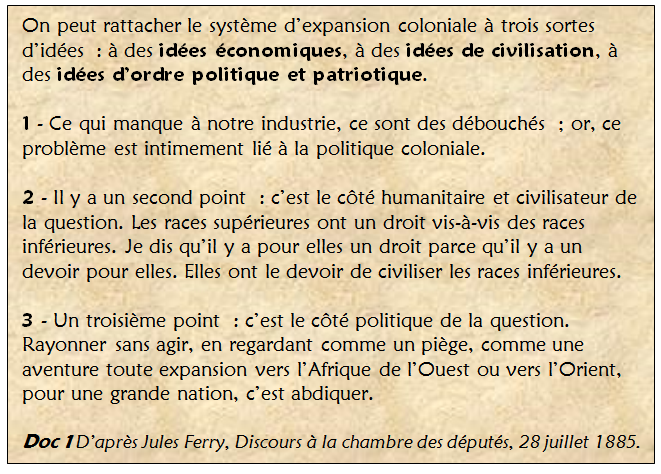 On peut rattacher le système d'expansion coloniale à trois sortes
d'idées : à des idées économiques, à des idées de civilisation, à
des idées d'ordre politique et patriotique.
1 - Ce qui manque à notre industrie, ce sont des débouchés ; or, ce
problème est intimement lié à la politique coloniale.
2 - Il y a un second point : c'est le côté humanitaire et civilisateur de
la question. Les races supérieures ont un droit vis-à-vis des races
inférieures. Je dis qu'il y a pour elles un droit parce qu'il y a un
devoir pour elles. Elles ont le devoir de civiliser les races inférieures.
3 - Un troisième point : c'est le côté politique de la question.
Rayonner sans agir, en regardant comme un piège, comme une
aventure toute expansion vers l'Afrique de l'Ouest ou vers l'Orient,
pour une grande nation, c'est abdiquer.
Doc 1 D'après Jules Ferry, Discours à la chambre des députés, 28 juillet 1885.